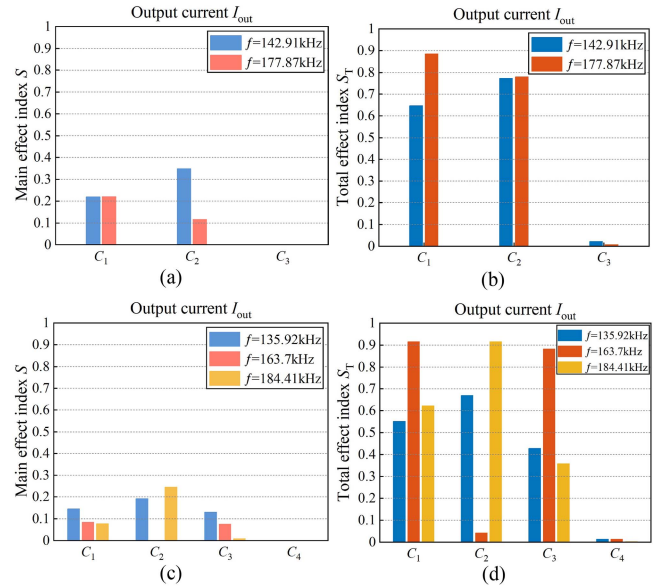 Output current Iout
Main effect index S
1
0.9
0.8
0.7
0.6
0.5
0.4
0.3
0.2
0.1
0
f=142.91kHz
f=177.87kHz
C1
C2
C3
(a)
Output current Iout
Total effect index ST
1
0.9
0.8
0.7
0.6
0.5
0.4
0.3
0.2
0.1
0
f=142.91kHz
f=177.87kHz
C1
C2
C3
(b)
Output current Iout
Main effect index S
1
0.9
0.8
0.7
0.6
0.5
0.4
0.3
0.2
0.1
0
f=135.92kHz
f=163.7kHz
f=184.41kHz
C1
C2
C3
C4
(c)
Output current Iout
Total effect index ST
1
0.9
0.8
0.7
0.6
0.5
0.4
0.3
0.2
0.1
0
f=135.92kHz
f=163.7kHz
f=184.41kHz
C1
C2
C3
C4
(d)